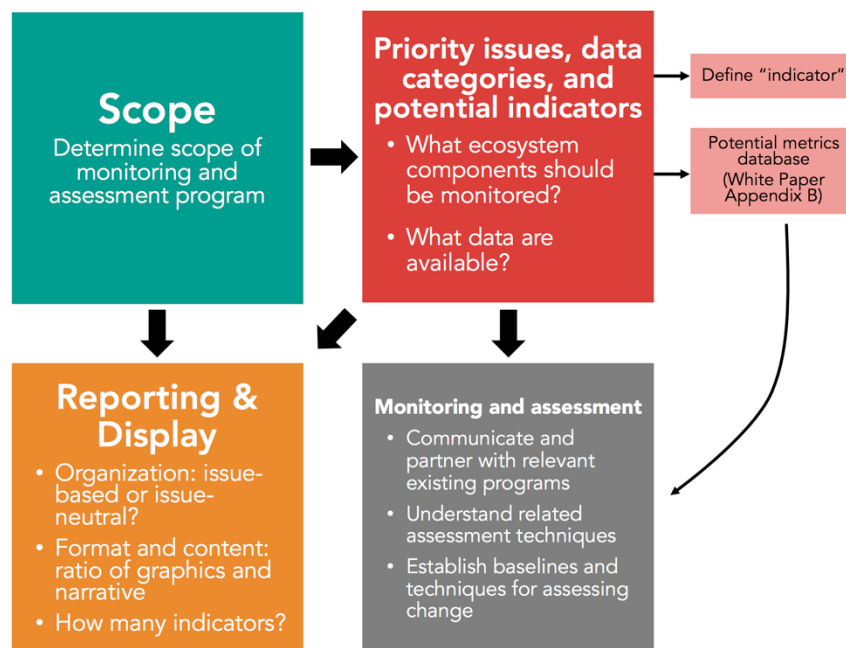 Scope
Determine scope of
monitoring and
assessment program
Priority issues, data
categories, and
potential indicators
• What ecosystem
components should
be monitored?
• What data are
available?
Define “indicator“
Potential metrics
database
(White Paper
Appendix B)
Reporting &
Display
• Organization: issue-
based or issue-
neutral?
• Format and content:
ratio of graphics and
narrative
• How many indicators?
Monitoring and assessment
• Communicate and
partner with relevant
existing programs
• Understand related
assessment techniques
• Establish baselines and
techniques for assessing
change